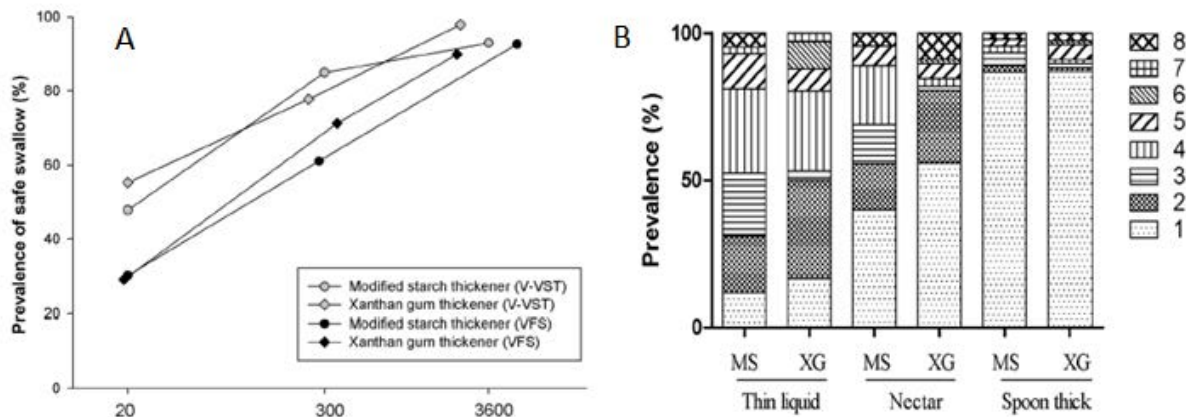 A
Prevalence of safe swallow (%)
100
80
60
40
20
0
20
300
3600
Modified starch thickener (V-VST)
Xanthan gum thickener (V-VST)
Modified starch thickener (VFS)
Xanthan gum thickener (VFS)
B
Prevalence (%)
100
50
0
MS XG MS XG MS XG
Thin liquid Nectar Spoon thick
8
7
6
5
4
3
2
1